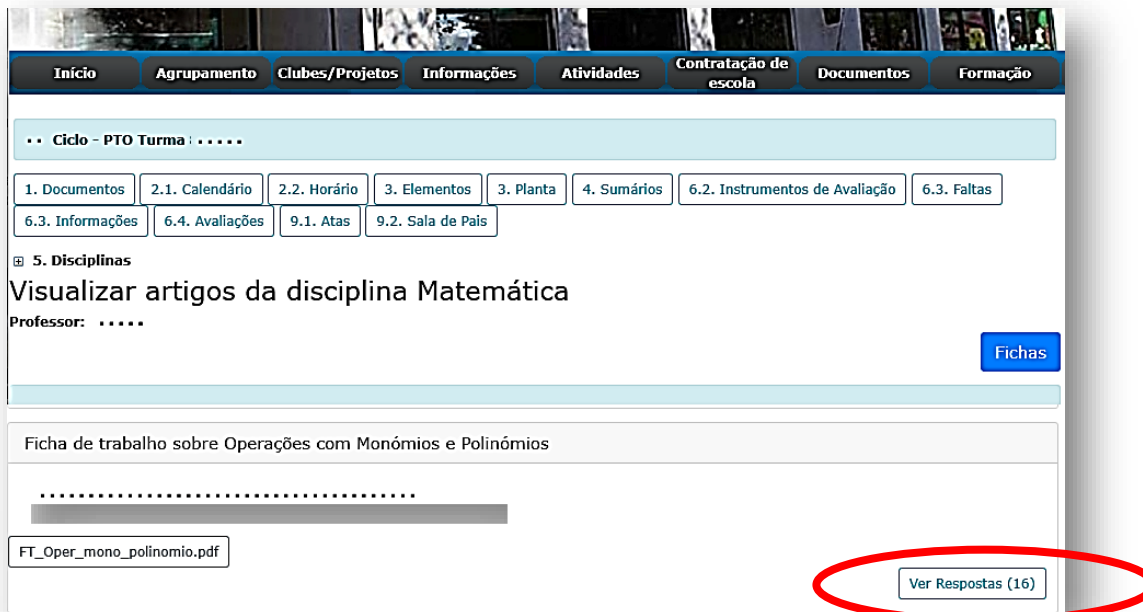 Início Agrupamento Clubes/Projetos Informações Atividades Contratação de escola Documentos Formação
•• Ciclo - PTO Turma : •••••
1. Documentos 2.1. Calendário 2.2. Horário 3. Elementos 3. Planta 4. Sumários 6.2. Instrumentos de Avaliação 6.3. Faltas
6.3. Informações 6.4. Avaliações 9.1. Atas 9.2. Sala de Pais
5. Disciplinas
Visualizar artigos da disciplina Matemática
Professor: •••••
Fichas
Ficha de trabalho sobre Operações com Monómios e Polinómios
.......................................
FT_Oper_mono_polinomio.pdf
Ver Respostas (16)